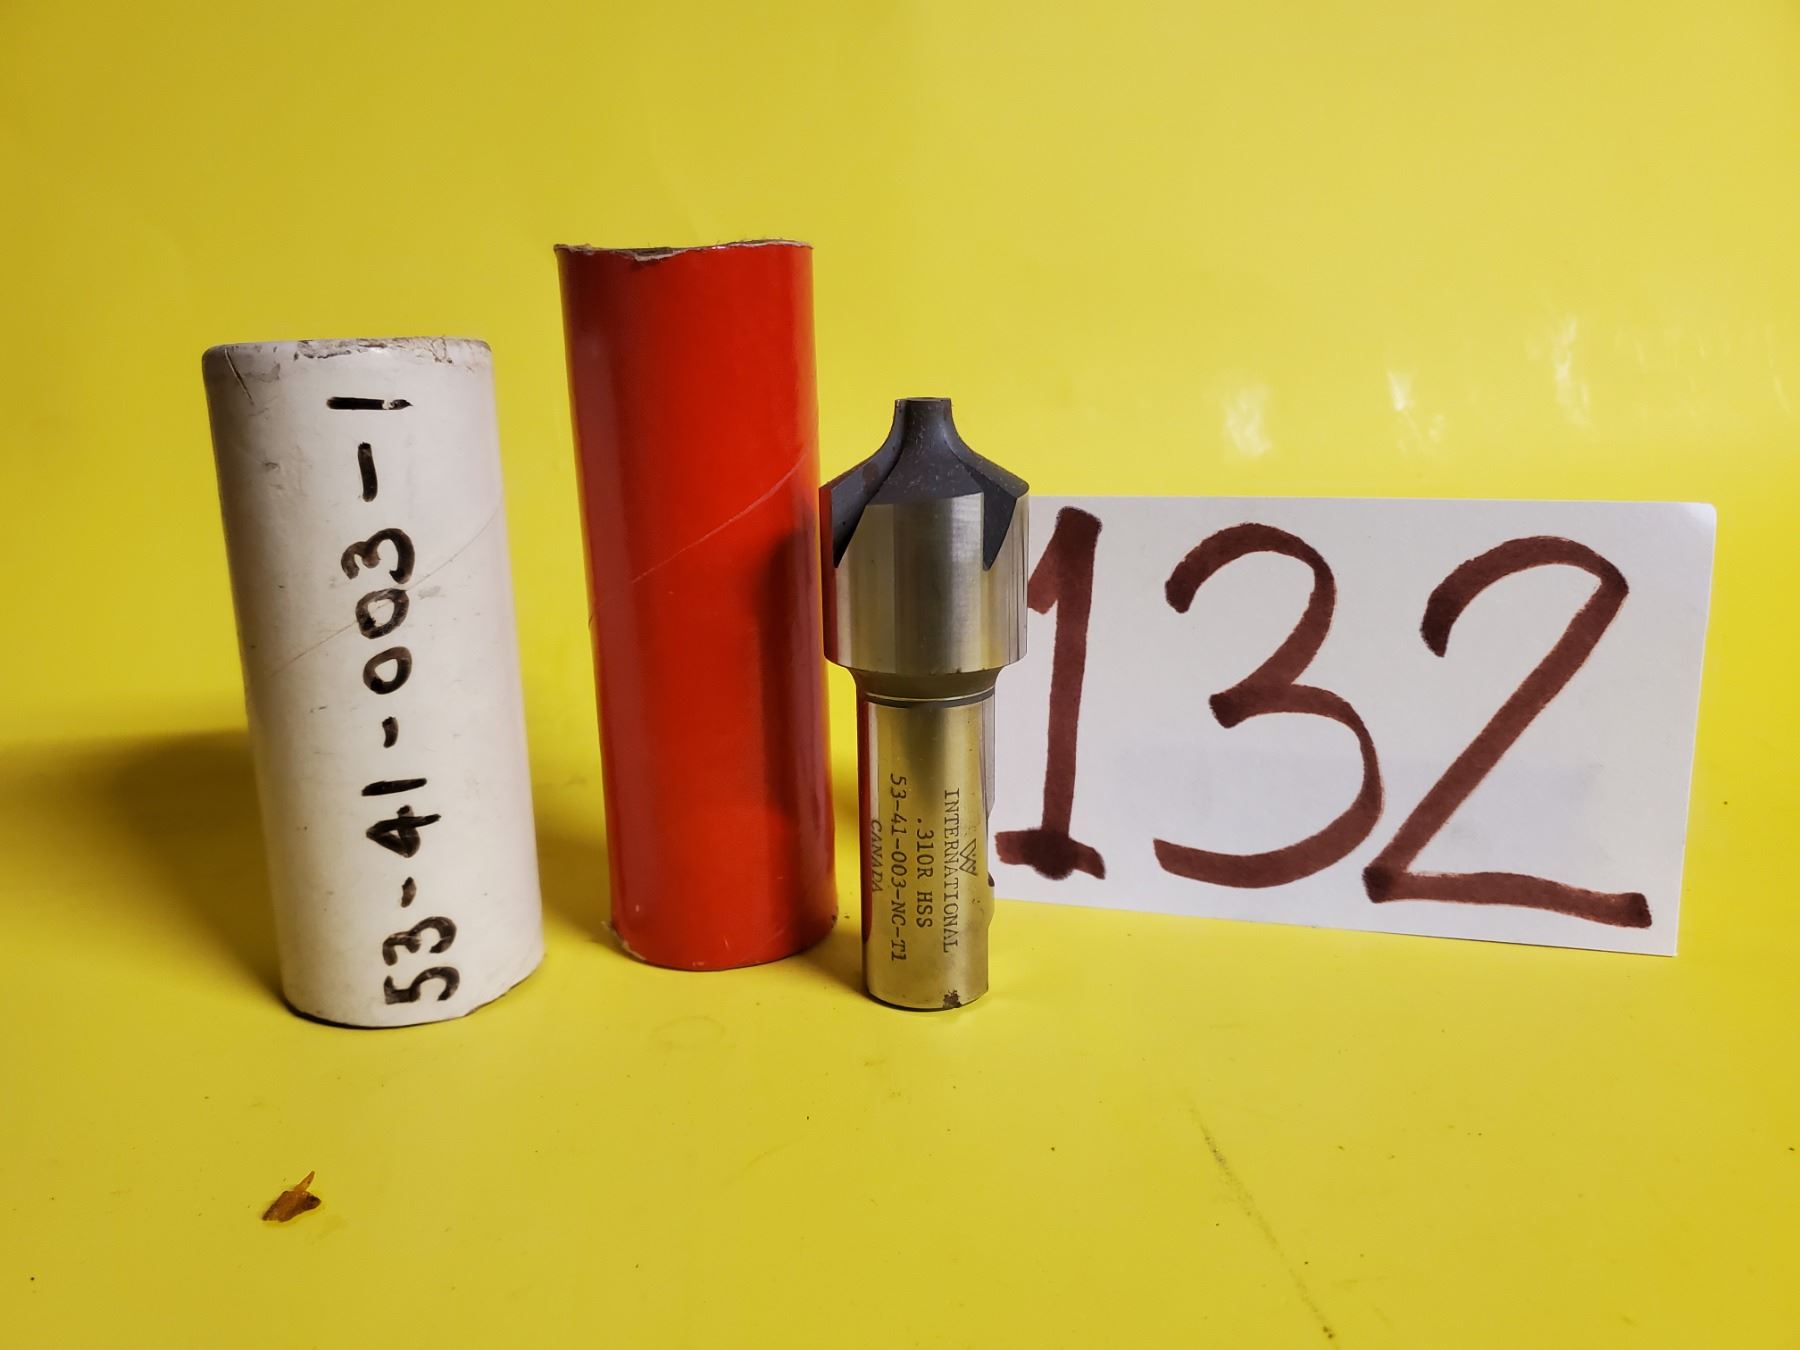 53-41-003-1
INTERNATIONAL
.310R HSS
53-41-003-NC-T1
CANADA
132